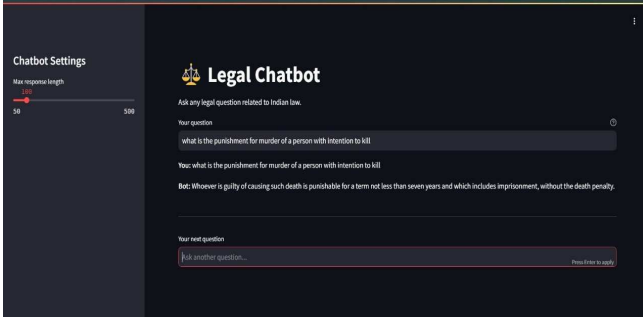 Chatbot Settings
Max response length
100
50 500
⚖️ Legal Chatbot
Ask any legal question related to Indian law.
Your question
what is the punishment for murder of a person with intention to kill
You: what is the punishment for murder of a person with intention to kill
Bot: Whoever is guilty of causing such death is punishable for a term not less than seven years and which includes imprisonment, without the death penalty.
Your next question
Ask another question...
Press Enter to apply